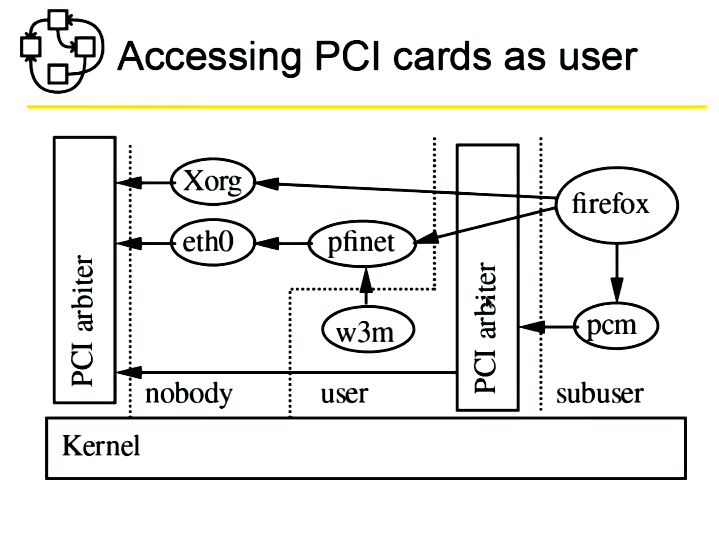 Accessing PCI cards as user
Xorg
firefox
eth0
pfinet
PCI arbiter
PCI arbiter
w3m
pcm
nobody
user
subuser
Kernel